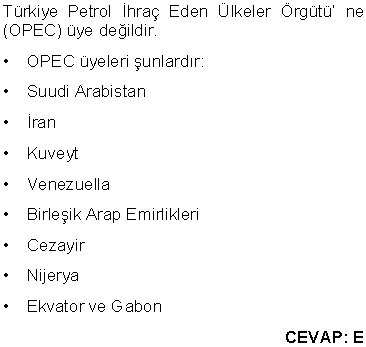 Türkiye Petrol İhraç Eden Ülkeler Örgütü' ne
(OPEC) üye değildir.
• OPEC üyeleri şunlardır:
• Suudi Arabistan
• İran
• Kuveyt
• Venezuella
• Birleşik Arap Emirlikleri
• Cezayir
• Nijerya
• Ekvator ve Gabon
CEVAP: E